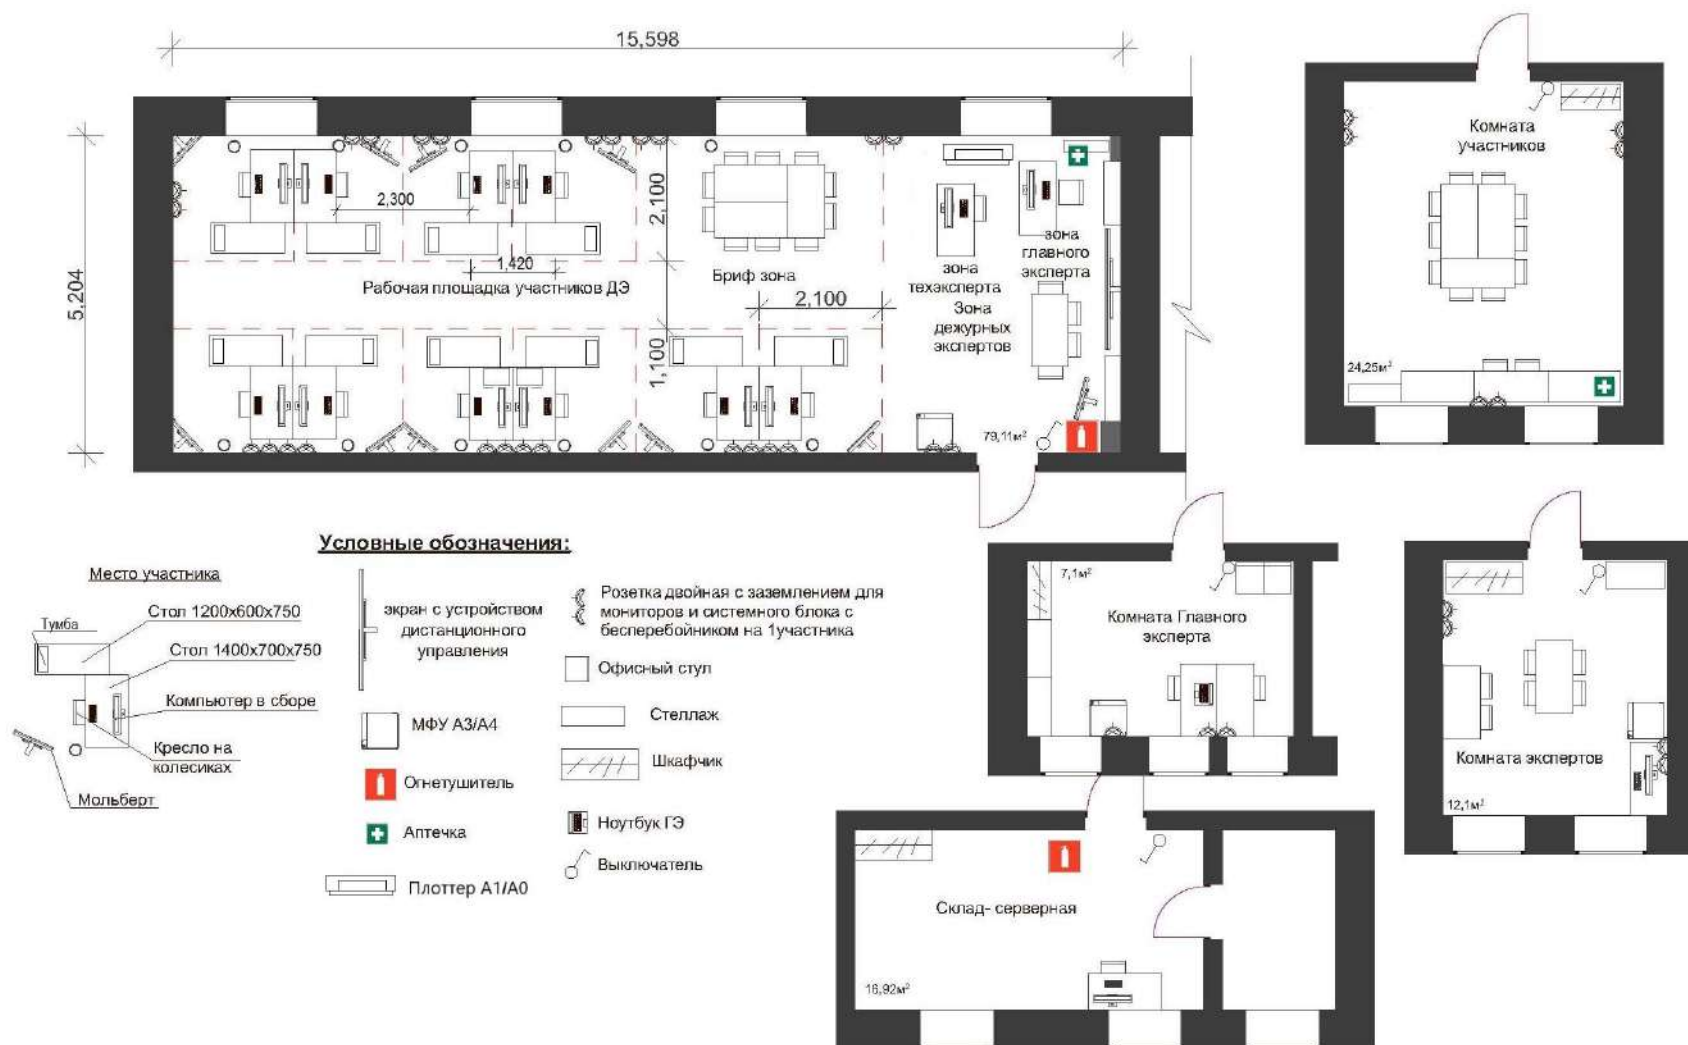 15,598
5,204
2,300
2,100
1,420
Рабочая площадка участников ДЭ
Бриф зона
2,100
1,100
зона
техэксперта
зона
главного
эксперта
Зона
дежурных
экспертов
79,11м²
Комната
участников
24,25м²
Условные обозначения:
Место участника
Тумба
Стол 1200х600х750
Стол 1400х700х750
Компьютер в сборе
Кресло на
колесиках
Мольберт
экран с устройством
дистанционного
управления
МФУ А3/А4
Огнетушитель
Аптечка
Плоттер А1/А0
Розетка двойная с заземлением для
мониторов и системного блока с
бесперебойником на 1участника
Офисный стул
Стеллаж
Шкафчик
Ноутбук ГЭ
Выключатель
7,1м²
Комната Главного
эксперта
Комната экспертов
12,1м²
Склад- серверная
16,92м²